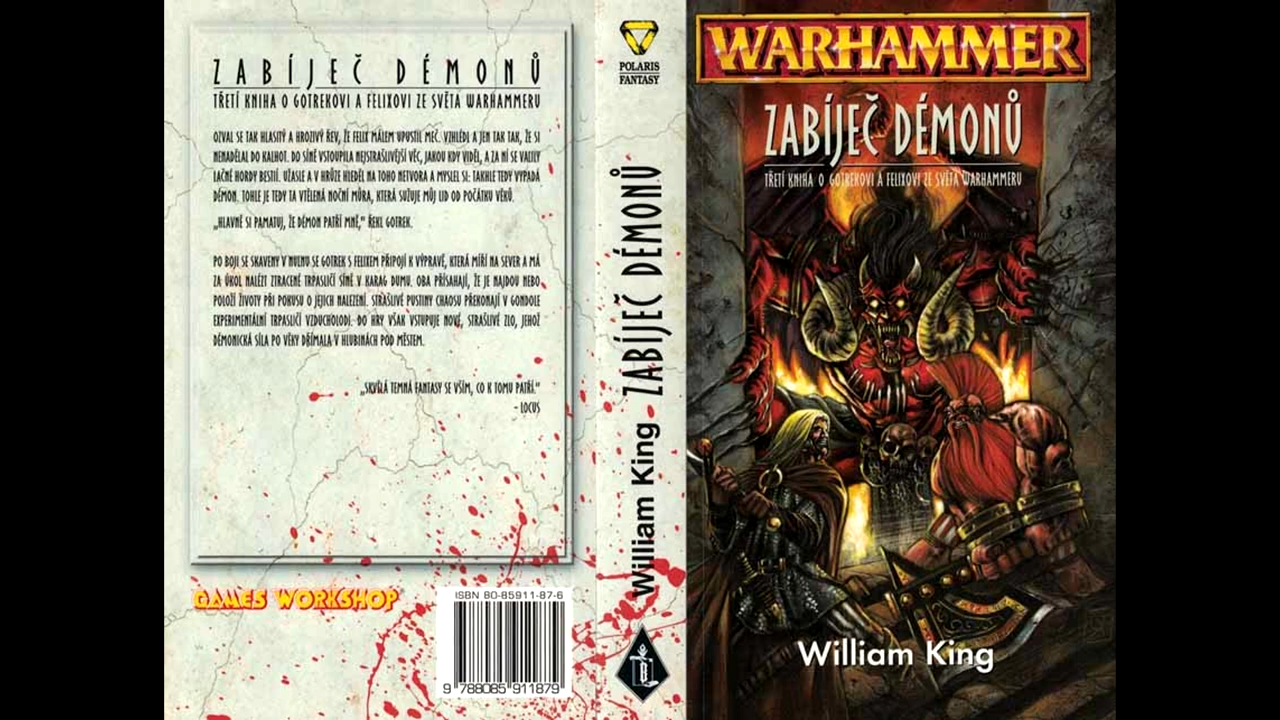 ZABÍJEČ DÉMONŮ
TŘETÍ KNIHA O GOTREKOVI A FELIXOVI ZE SVĚTA WARHAMMERU
OZVAL SE TAK HLASITÝ A HROZIVÝ ŘEV, ŽE FELIX MÁLEM UPUSTIL MEČ. VZHLÉDL A JEN TAK TAK, ŽE SI
NENADĚLAL DO KALHOT. DO SÍNĚ VSTOUPILA NEJSTRAŠLIVĚJŠÍ VĚC, JAKOU KDY VIDĚL, A ZA NÍ SE VALILY
LAČNÉ HORDY BESTIÍ. UŽASLE A V HRŮZE HLEDĚL NA TOHO NETVORA A MYSLEL SI: TAKHLE TEDY VYPADÁ
DÉMON. TOHLE JE TEDY TA VTĚLENÁ NOČNÍ MŮRA, KTERÁ SUŽUJE MŮJ LID OD POČÁTKU VĚKŮ.
„HLAVNĚ SI PAMATUJ, ŽE DÉMON PATŘÍ MNĚ,“ ŘEKL GOTREK.
PO BOJI SE SKAVENY V NULNU SE GOTREK S FELIXEM PŘIPOJÍ K VÝPRAVĚ, KTERÁ MÍŘÍ NA SEVER A MÁ
ZA ÚKOL NALÉZT ZTRACENÉ TRPASLIČÍ SÍNĚ V KARAG DUMU. OBA PŘÍSAHAJÍ, ŽE JE NAJDOU NEBO
POLOŽÍ ŽIVOTY PŘI POKUSU O JEJICH NALEZENÍ. STRAŠLIVÉ PUSTINY CHAOSU PŘEKONAJÍ V GONDOLE
EXPERIMENTÁLNÍ TRPASLIČÍ VZDUCHOLODI. DO HRY VŠAK VSTUPUJE NOVÉ, STRAŠLIVÉ ZLO, JEHOŽ
DÉMONICKÁ SÍLA PO VĚKY DŘÍMALA V HLUBINÁCH POD MĚSTEM.
„SKVĚLÁ TEMNÁ FANTASY SE VŠÍM, CO K TOMU PATŘÍ.“
- LOCUS
GAMES WORKSHOP
ISBN 80-85911-87-6
9 788085 911879
POLARIS
FANTASY
William King ZABÍJEČ DÉMONŮ
WARHAMMER
ZABÍJEČ DÉMONŮ
TŘETÍ KNIHA O GOTREKOVI A FELIXOVI ZE SVĚTA WARHAMMERU
William King